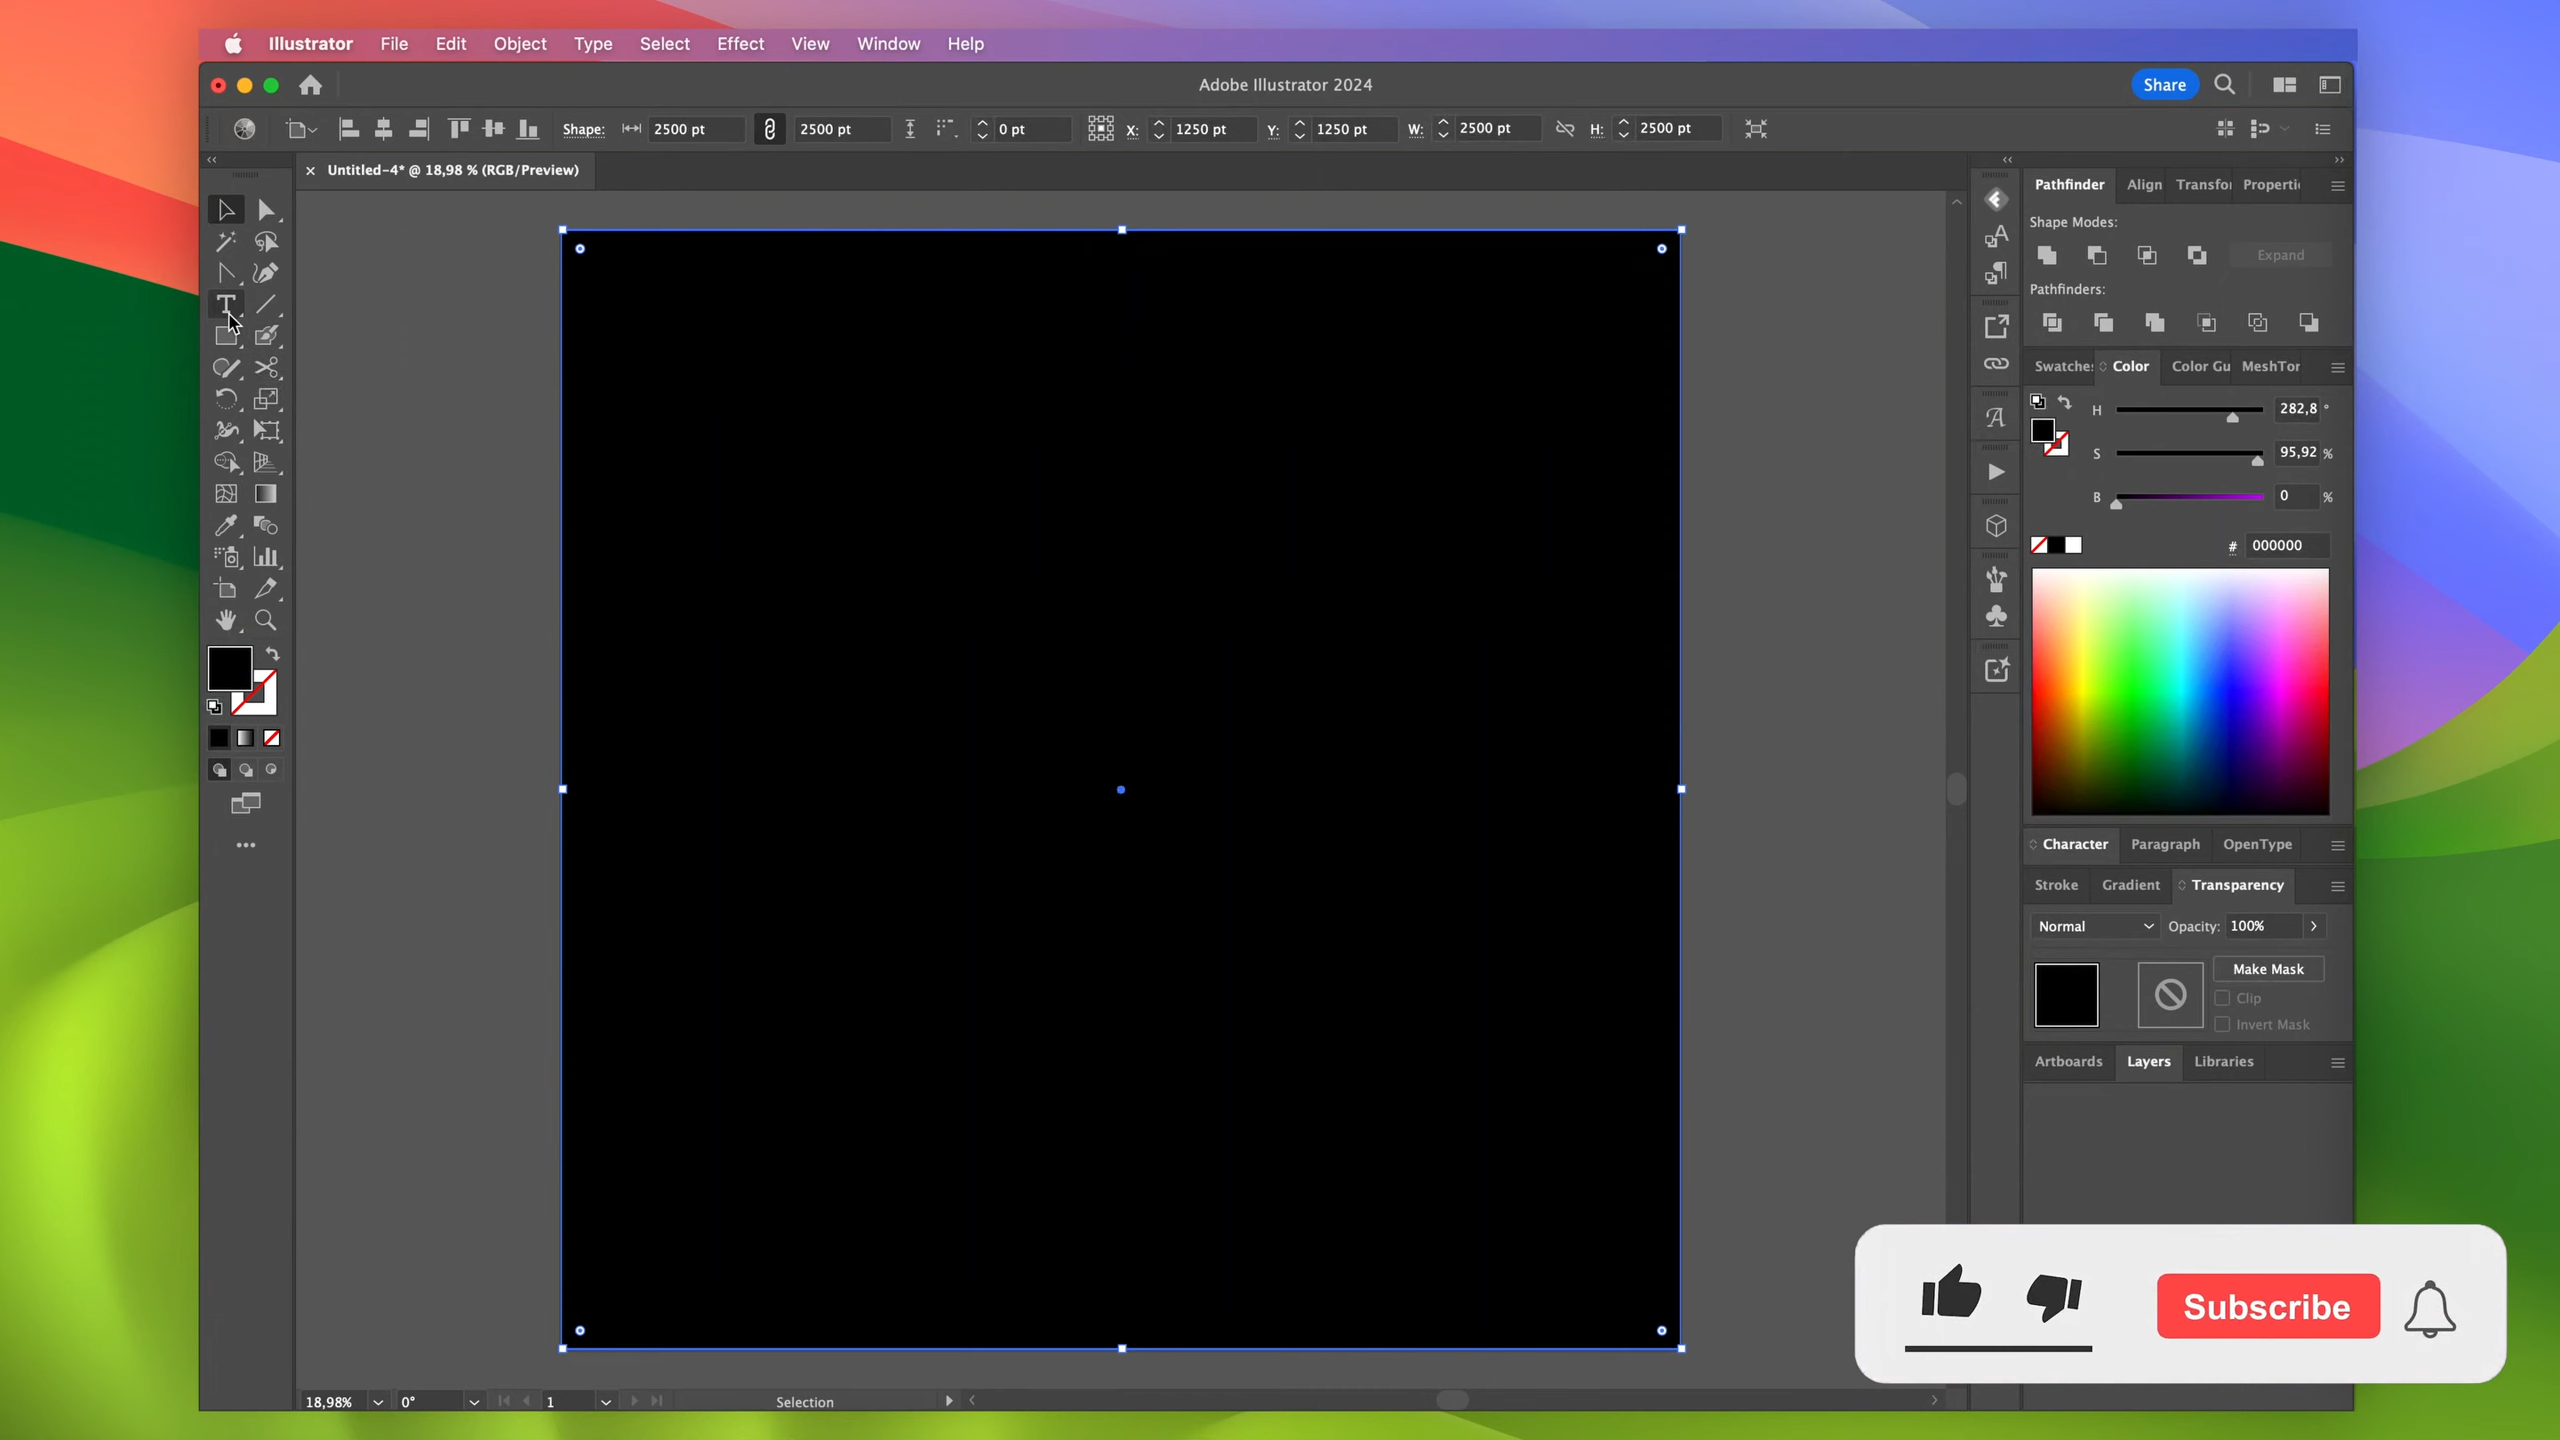 Illustrator File Edit Object Type Select Effect View Window Help
Adobe Illustrator 2024
Share
Shape: 2500 pt 2500 pt 0 pt X: 1250 pt Y: 1250 pt W: 2500 pt H: 2500 pt
Untitled-4* @ 18,98 % (RGB/Preview)
Pathfinder Align Transfo Properti
Shape Modes:
Expand
Pathfinders:
Swatche Color Color Gu MeshTor
H 282,8 °
S 95,92 %
B 0 %
# 000000
Character Paragraph OpenType
Stroke Gradient Transparency
Normal Opacity: 100%
Make Mask
Clip
Invert Mask
Artboards Layers Libraries
Subscribe
18,98% 0° 1 Selection